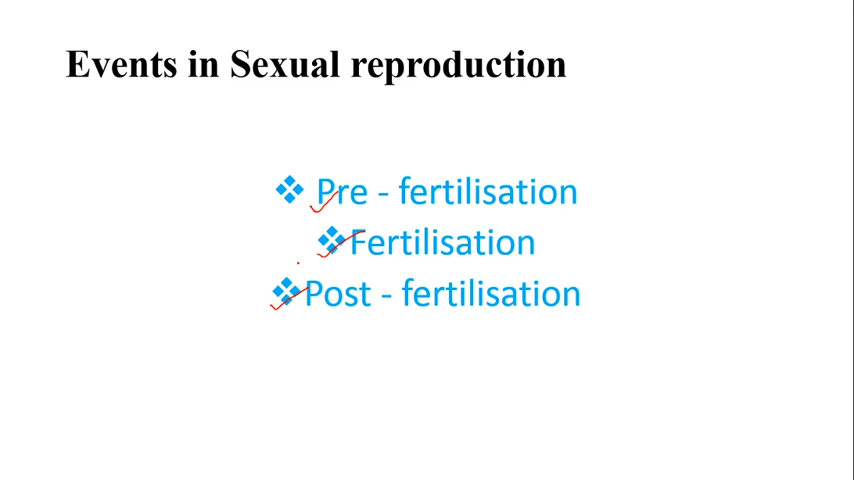 Events in Sexual reproduction
❖ Pre - fertilisation
❖Fertilisation
❖Post - fertilisation